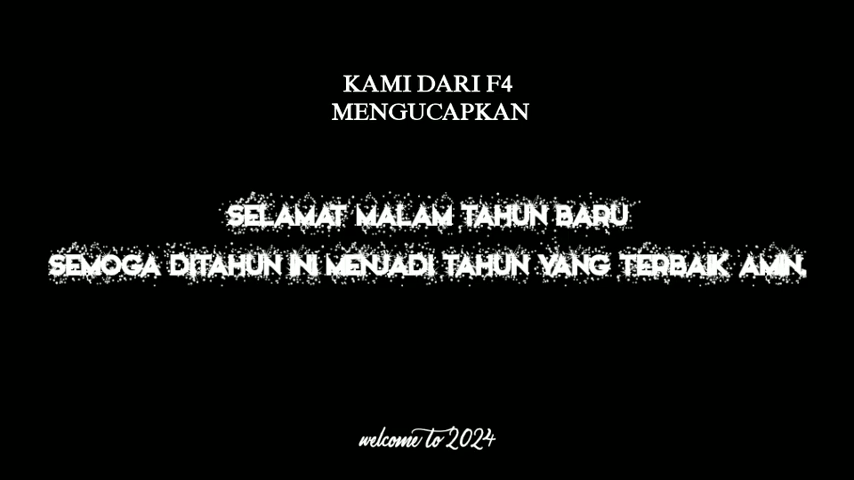 KAMI DARI F4
MENGUCAPKAN
SELAMAT MALAM TAHUN BARU
SEMOGA DITAHUN INI MENJADI TAHUN YANG TERBAIK AMIN.
welcome to 2024